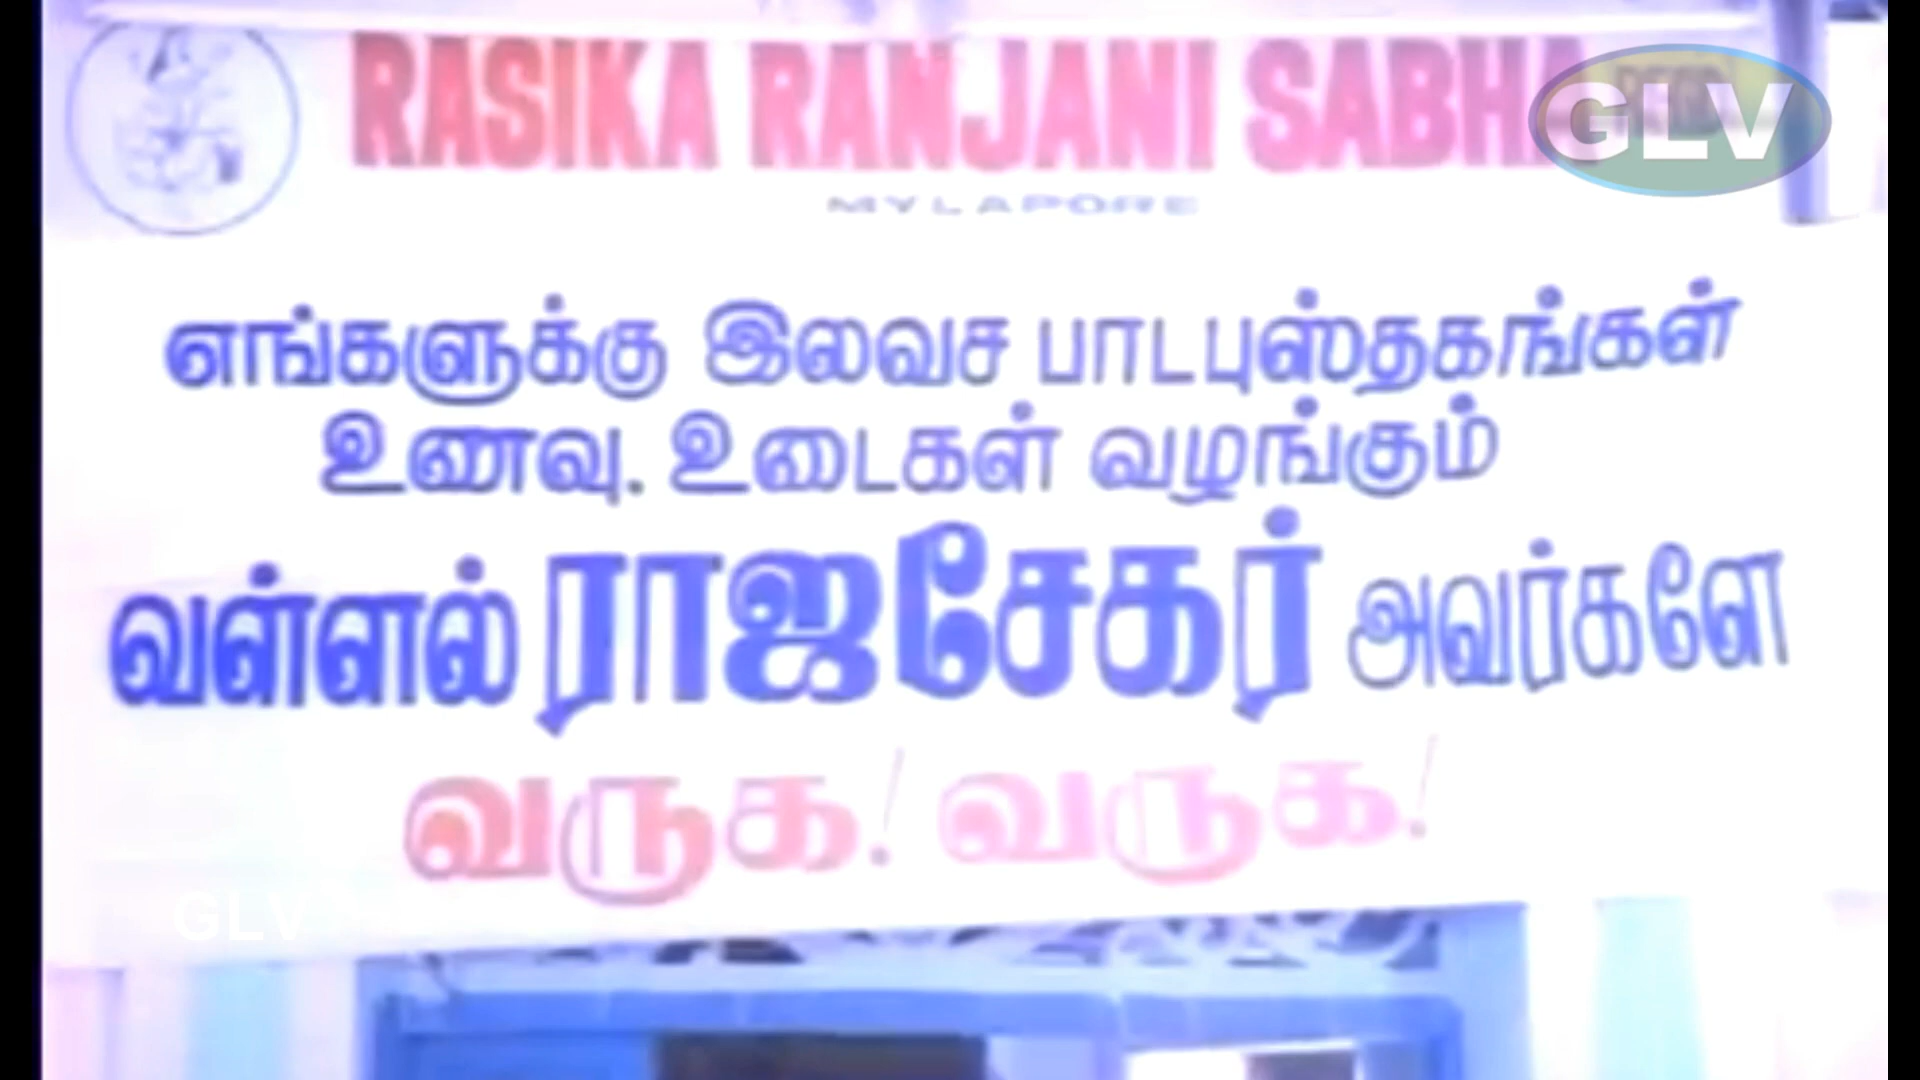 RASIKA RANJANI SABHA
GLV
MYLAPORE
எங்களுக்கு இலவச பாடபுஸ்தகங்கள்
உணவு. உடைகள் வழங்கும்
வள்ளல் ராஜசேகர் அவர்களே
வருக! வருக!
GLV